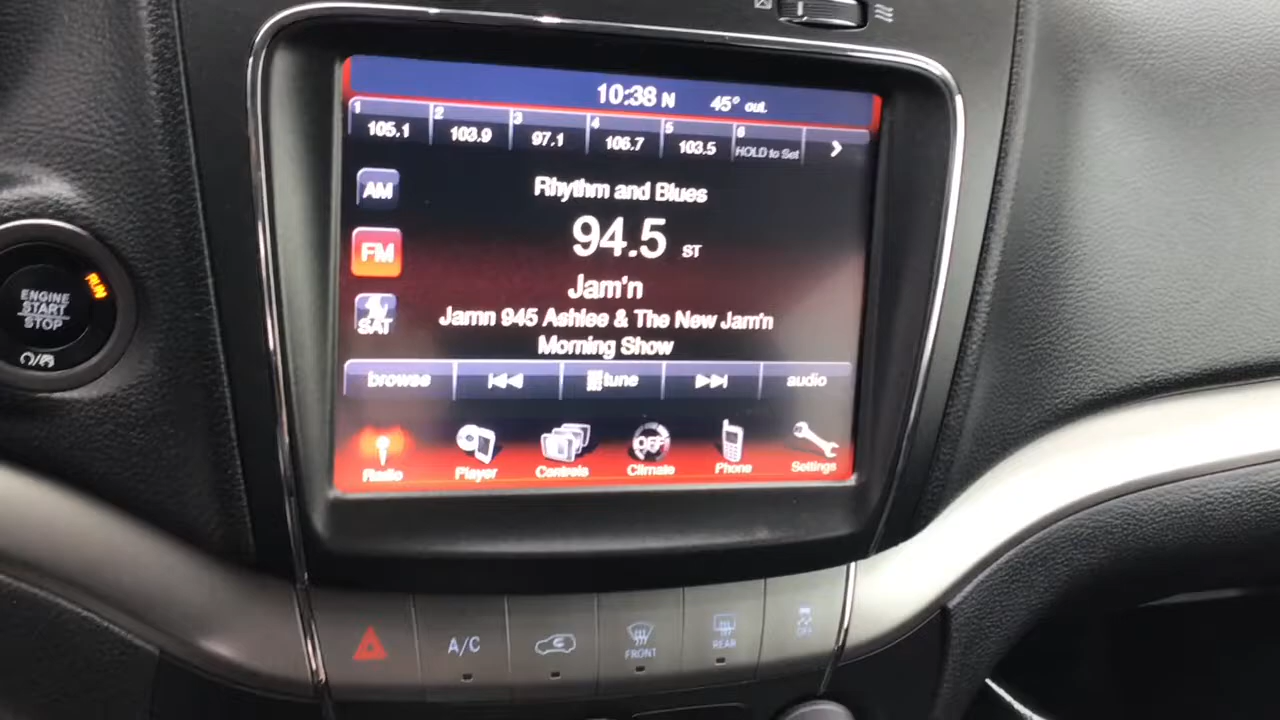 10:38 N 45° out.
1 2 3 4 5 6
105.1 103.9 97.1 106.7 103.5 HOLD to Set
AM
Rhythm and Blues
94.5 ST
FM
Jam'n
SAT
Jamn 945 Ashlee & The New Jam'n
Morning Show
browse tune audio
OFF
Radio Player Controls Climate Phone Settings
ENGINE
START
STOP
RUN
A/C FRONT REAR OFF